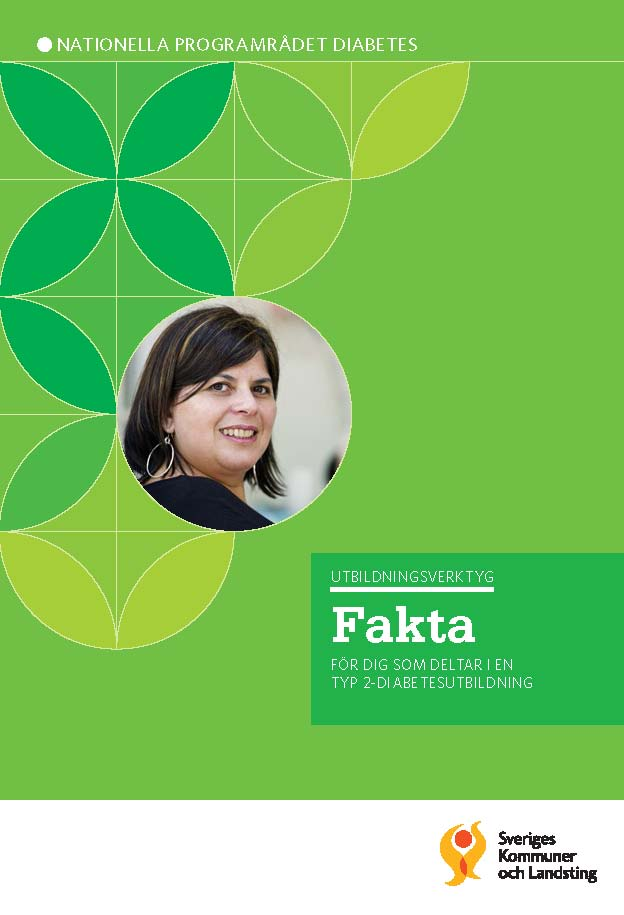 NATIONELLA PROGRAMRÅDET DIABETES
UTBILDNINGSVERKTYG
Fakta
FÖR DIG SOM DELTAR I EN
TYP 2-DIABETESUTBILDNING
Sveriges
Kommuner
och Landsting